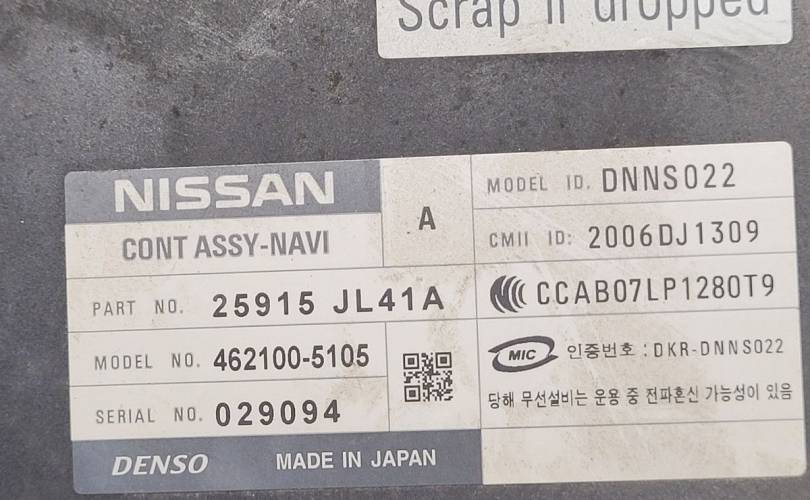 Scrap if dropped
NISSAN
CONT ASSY-NAVI
A
PART NO. 25915 JL41A
MODEL NO. 462100-5105
SERIAL NO. 029094
DENSO MADE IN JAPAN
MODEL ID. DNNS022
CMII ID: 2006DJ1309
CCAB07LP1280T9
MIC 인증번호 : DKR-DNNS022
당해 무선설비는 운용 중 전파혼신 가능성이 있음